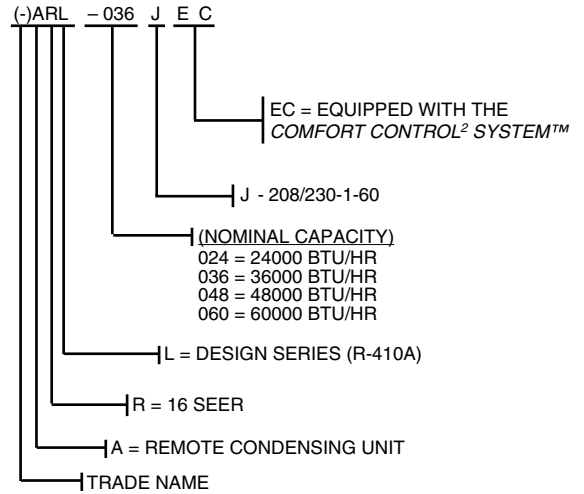 (-)ARL – 036 J E C
EC = EQUIPPED WITH THE
COMFORT CONTROL² SYSTEM™
J - 208/230-1-60
(NOMINAL CAPACITY)
024 = 24000 BTU/HR
036 = 36000 BTU/HR
048 = 48000 BTU/HR
060 = 60000 BTU/HR
L = DESIGN SERIES (R-410A)
R = 16 SEER
A = REMOTE CONDENSING UNIT
TRADE NAME